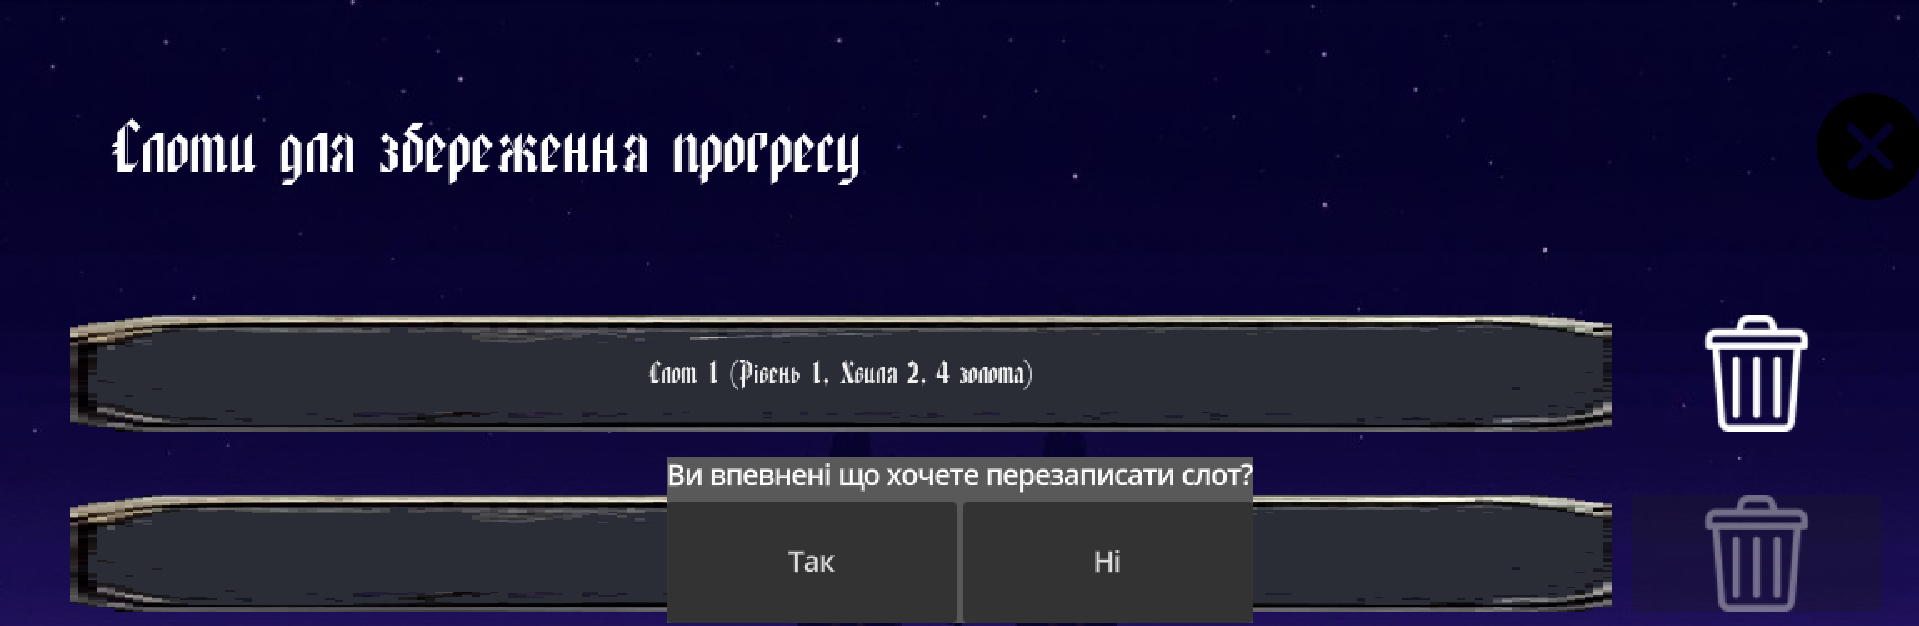 Слоти для збереження прогресу
Слот 1 (Рівень 1, Хвиля 2, 4 золота)
Ви впевнені що хочете перезаписати слот?
Так
Ні